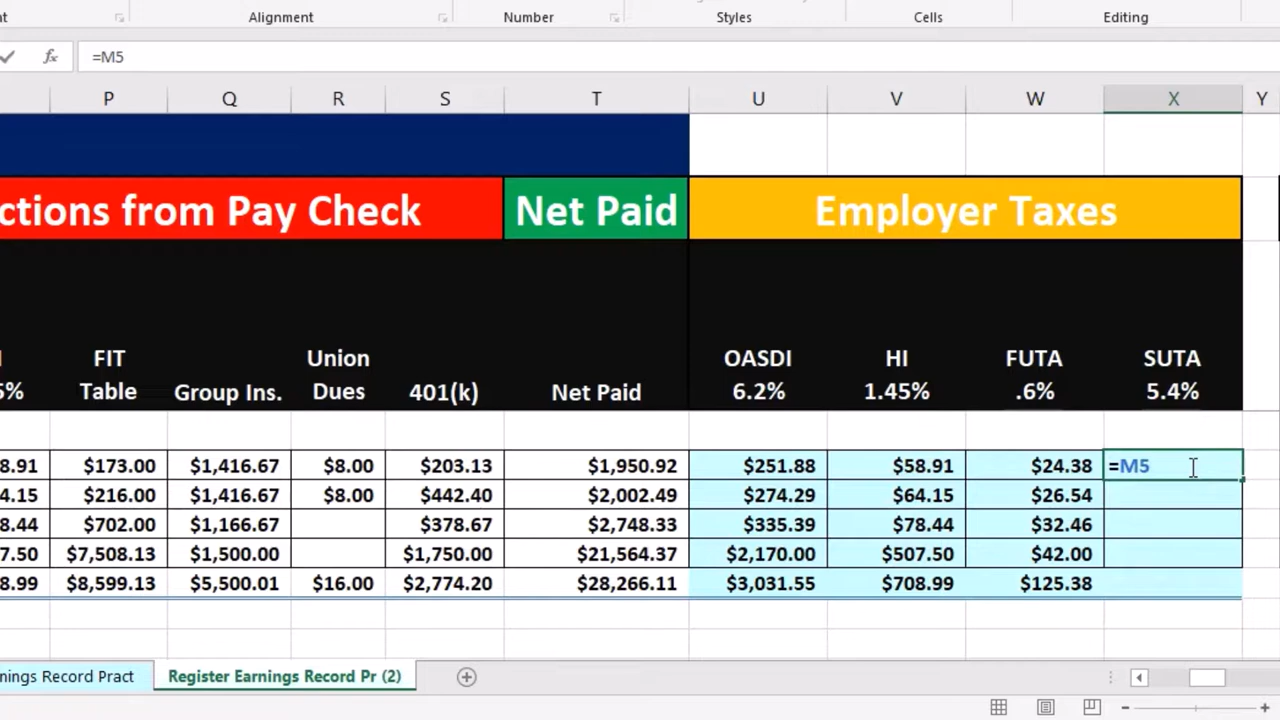 Alignment Number Styles Cells Editing
fx =M5
P Q R S T U V W X Y
ctions from Pay Check Net Paid Employer Taxes
FIT Union OASDI HI FUTA SUTA
5% Table Group Ins. Dues 401(k) Net Paid 6.2% 1.45% .6% 5.4%
8.91 $173.00 $1,416.67 $8.00 $203.13 $1,950.92 $251.88 $58.91 $24.38 =M5
4.15 $216.00 $1,416.67 $8.00 $442.40 $2,002.49 $274.29 $64.15 $26.54
8.44 $702.00 $1,166.67 $378.67 $2,748.33 $335.39 $78.44 $32.46
7.50 $7,508.13 $1,500.00 $1,750.00 $21,564.37 $2,170.00 $507.50 $42.00
8.99 $8,599.13 $5,500.01 $16.00 $2,774.20 $28,266.11 $3,031.55 $708.99 $125.38
nings Record Pract Register Earnings Record Pr (2)